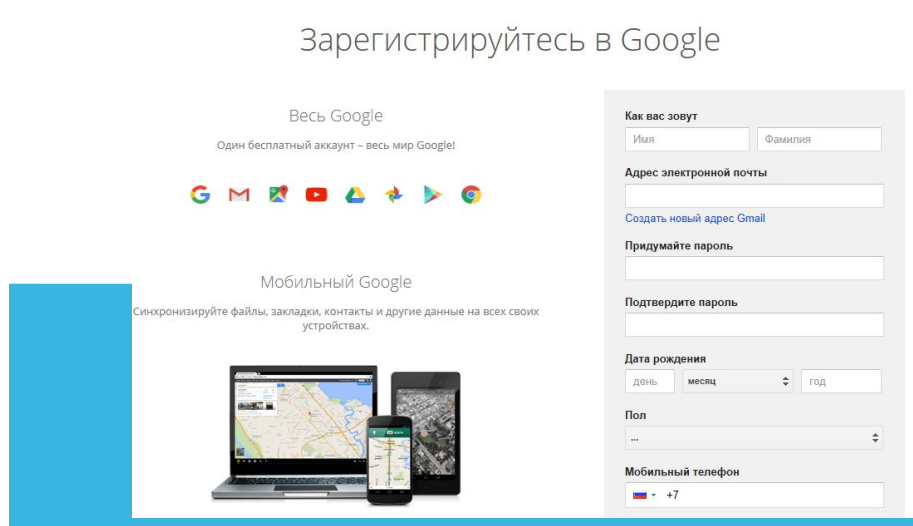 Зарегистрируйтесь в Google
Весь Google
Один бесплатный аккаунт – весь мир Google!
Мобильный Google
Синхронизируйте файлы, закладки, контакты и другие данные на всех своих
устройствах.
Как вас зовут
Имя Фамилия
Адрес электронной почты
Создать новый адрес Gmail
Придумайте пароль
Подтвердите пароль
Дата рождения
день месяц год
Пол
...
Мобильный телефон
+7